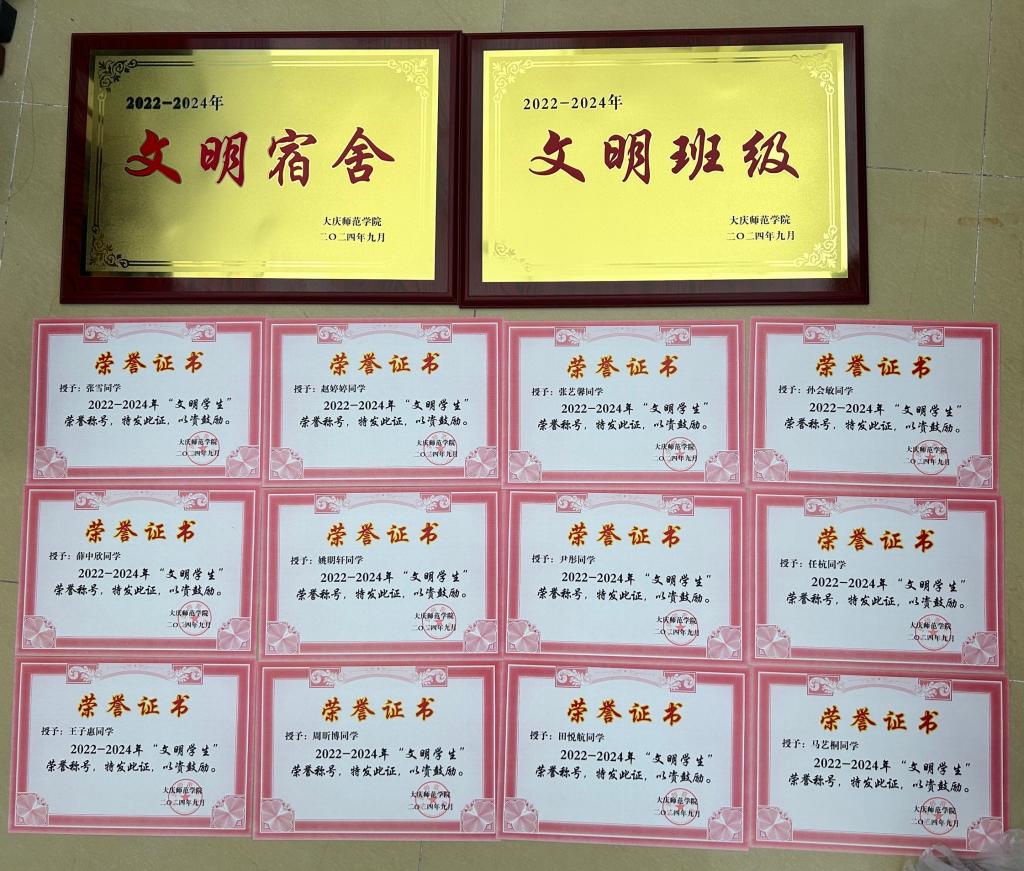 2022-2024年
文明宿舍
大庆师范学院
二〇二四年九月
2022-2024年
文明班级
大庆师范学院
二〇二四年九月
荣誉证书
授予：张雪同学
2022-2024年“文明学生”
荣誉称号，特发此证，以资鼓励。
大庆师范学院
二〇二四年九月
荣誉证书
授予：赵婷婷同学
2022-2024年“文明学生”
荣誉称号，特发此证，以资鼓励。
大庆师范学院
二〇二四年九月
荣誉证书
授予：张艺馨同学
2022-2024年“文明学生”
荣誉称号，特发此证，以资鼓励。
大庆师范学院
二〇二四年九月
荣誉证书
授予：孙会敏同学
2022-2024年“文明学生”
荣誉称号，特发此证，以资鼓励。
大庆师范学院
二〇二四年九月
荣誉证书
授予：薛中欣同学
2022-2024年“文明学生”
荣誉称号，特发此证，以资鼓励。
大庆师范学院
二〇二四年九月
荣誉证书
授予：姚明轩同学
2022-2024年“文明学生”
荣誉称号，特发此证，以资鼓励。
大庆师范学院
二〇二四年九月
荣誉证书
授予：尹彤同学
2022-2024年“文明学生”
荣誉称号，特发此证，以资鼓励。
大庆师范学院
二〇二四年九月
荣誉证书
授予：任杭同学
2022-2024年“文明学生”
荣誉称号，特发此证，以资鼓励。
大庆师范学院
二〇二四年九月
荣誉证书
授予：王子惠同学
2022-2024年“文明学生”
荣誉称号，特发此证，以资鼓励。
大庆师范学院
二〇二四年九月
荣誉证书
授予：周昕博同学
2022-2024年“文明学生”
荣誉称号，特发此证，以资鼓励。
大庆师范学院
二〇二四年九月
荣誉证书
授予：田悦航同学
2022-2024年“文明学生”
荣誉称号，特发此证，以资鼓励。
大庆师范学院
二〇二四年九月
荣誉证书
授予：马艺桐同学
2022-2024年“文明学生”
荣誉称号，特发此证，以资鼓励。
大庆师范学院
二〇二四年九月